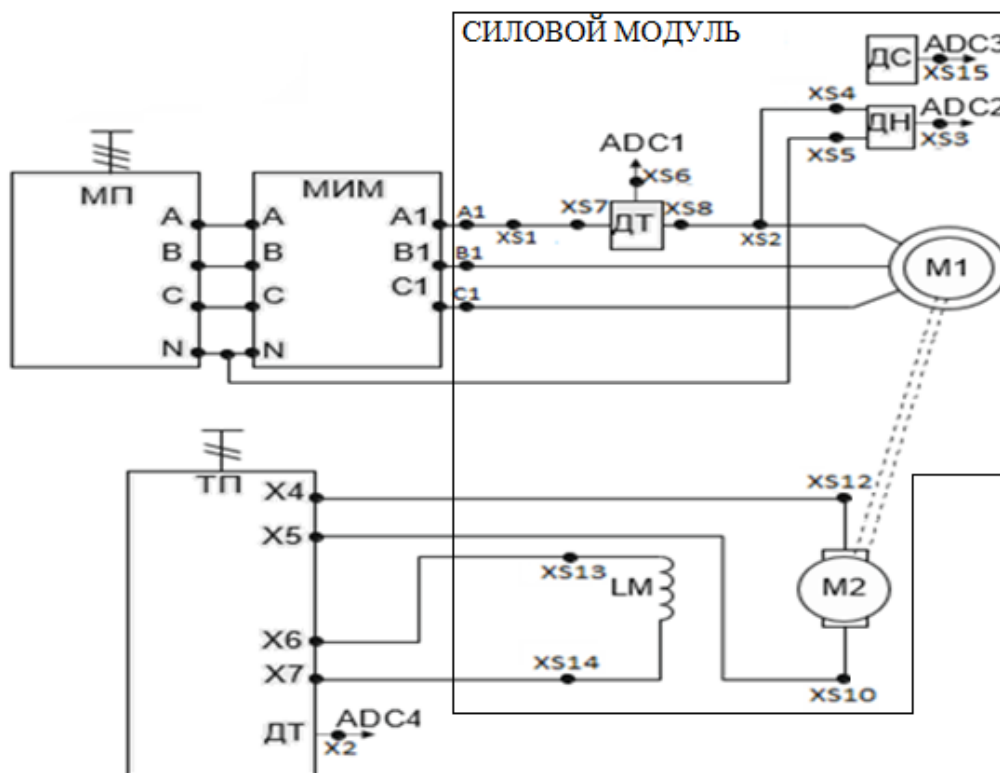 СИЛОВОЙ МОДУЛЬ
ДС
ADC3
XS15
XS4
ДН
ADC2
XS3
XS5
ADC1
XS6
МП
МИМ
A
A
A1
A1
XS1
XS7
ДТ
XS8
XS2
B
B
B1
B1
M1
C
C
C1
C1
N
N
ТП
X4
XS12
X5
XS13
LM
M2
X6
X7
XS14
XS10
ДТ
ADC4
X2